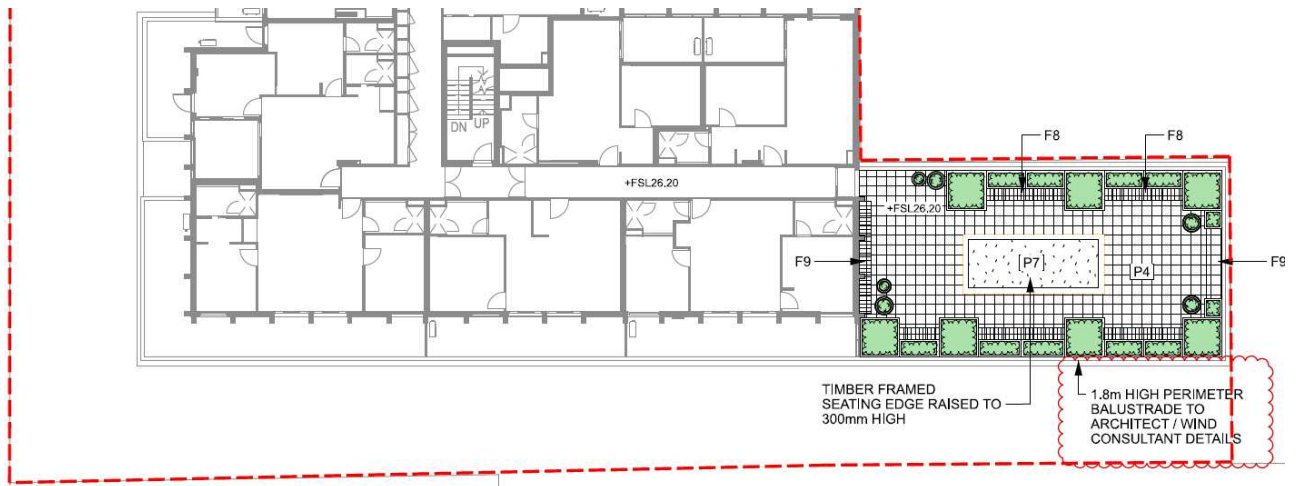 F8
F8
DN UP
+FSL26,20
+FSL26,20
F9
[P7]
P4
F9
TIMBER FRAMED
SEATING EDGE RAISED TO
300mm HIGH
1.8m HIGH PERIMETER
BALUSTRADE TO
ARCHITECT / WIND
CONSULTANT DETAILS